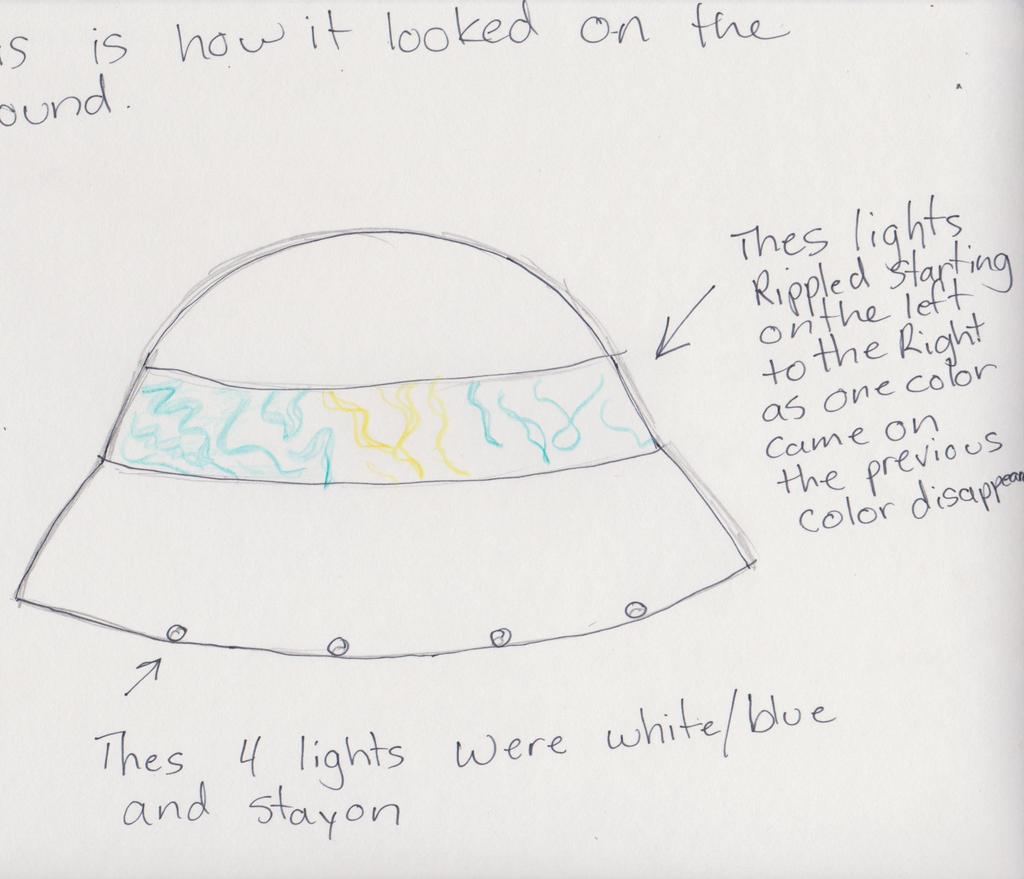 is is how it looked on the
ound.
Thes lights
Rippled starting
on the left
to the Right
as one color
came on
the previous
color disappear
Thes 4 lights were white/blue
and stayon